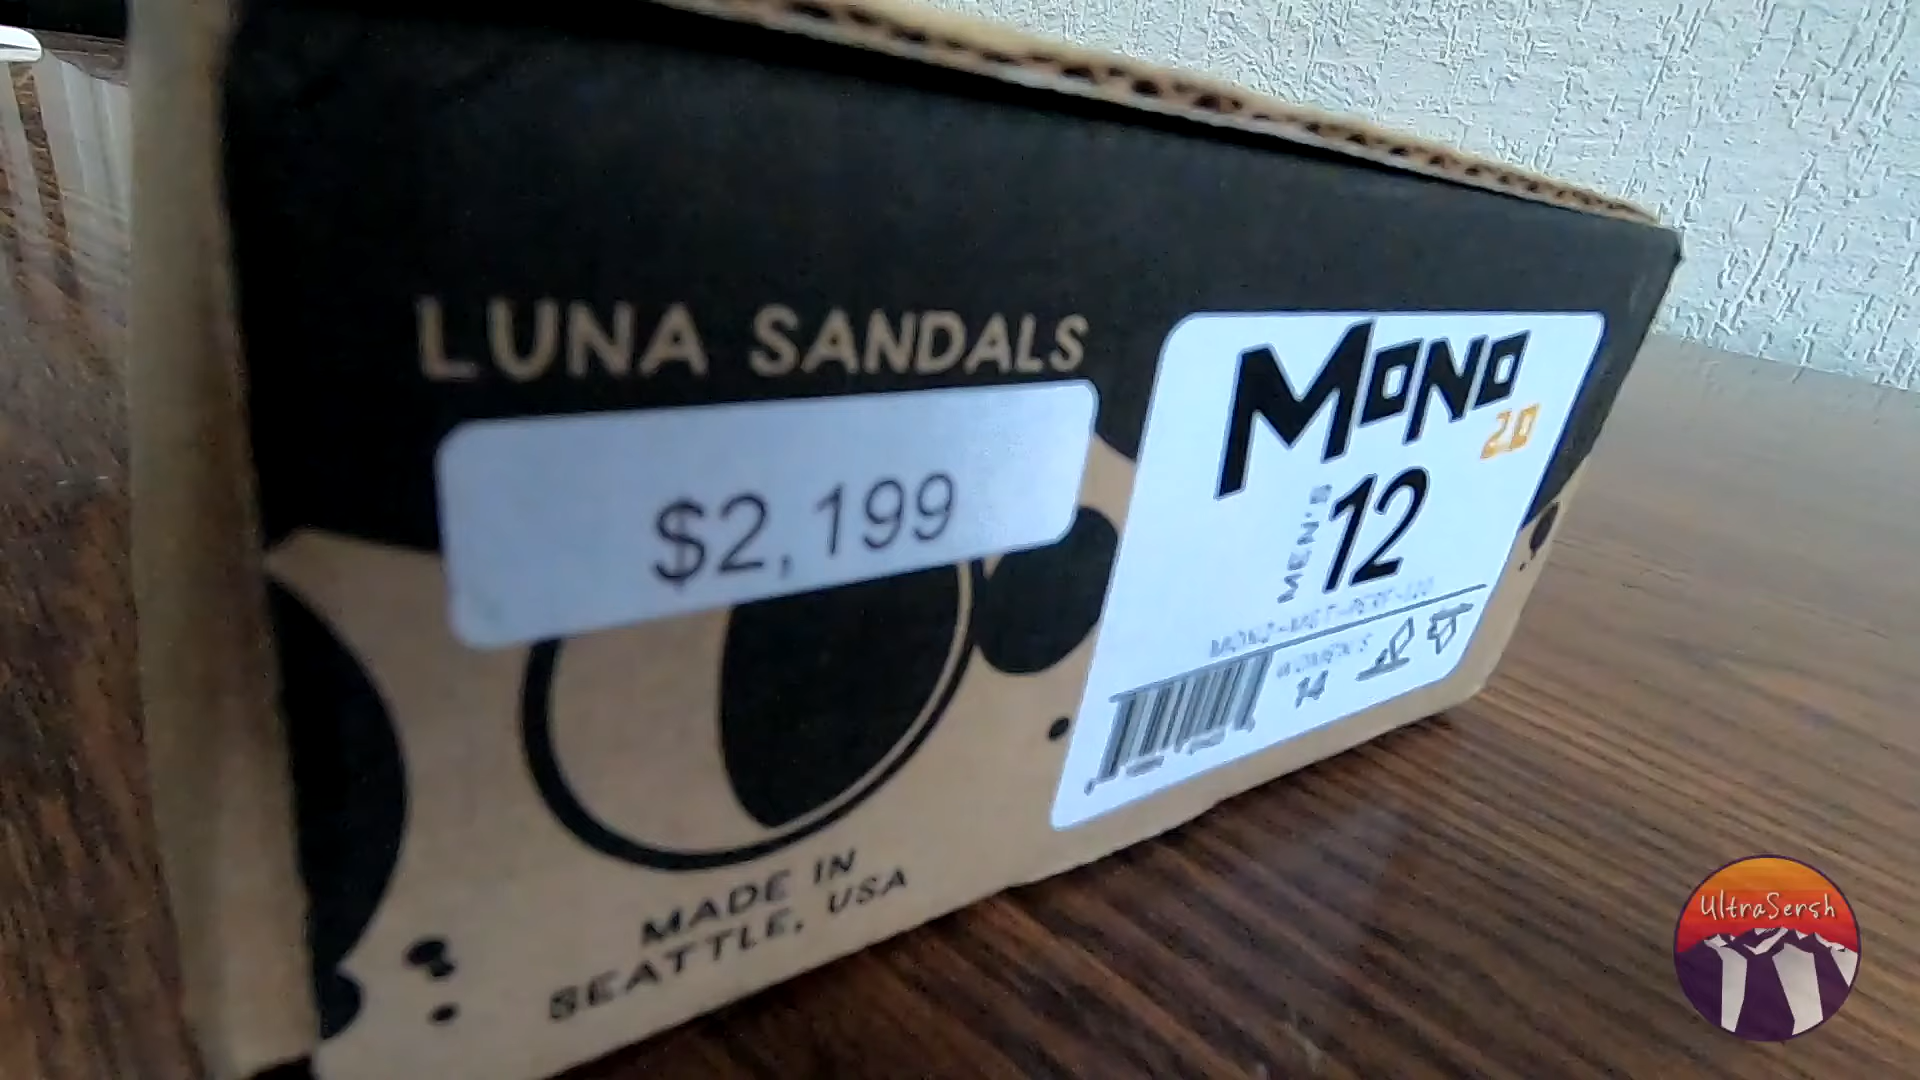 LUNA SANDALS
$2,199
MONO
2.0
MEN'S
12
WOMEN'S
14
MADE IN
SEATTLE, USA
UltraSersh